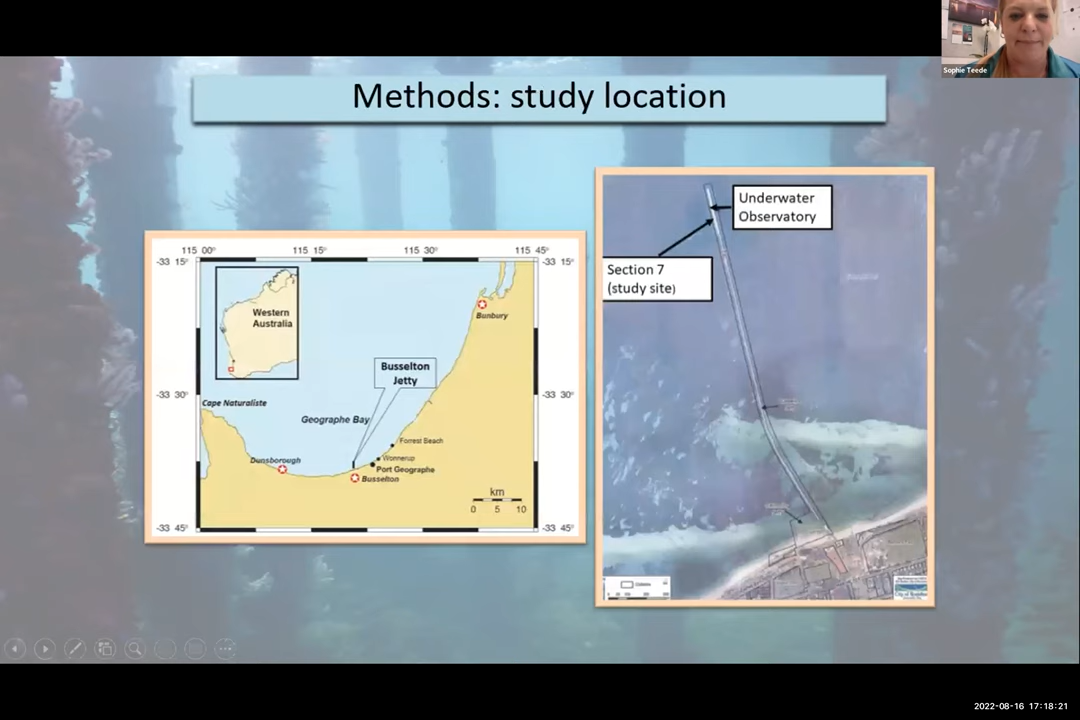 Sophie Teede
Methods: study location
115 00°
115 15°
115 30°
115 45°
-33 15°
-33 15°
Western
Australia
Bunbury
Busselton
Jetty
-33 30°
-33 30°
Cape Naturaliste
Geographe Bay
Forrest Beach
Wonnerup
Dunsborough
Port Geographe
Busselton
km
0 5 10
-33 45°
-33 45°
Underwater
Observatory
Section 7
(study site)
2022-08-16 17:18:21